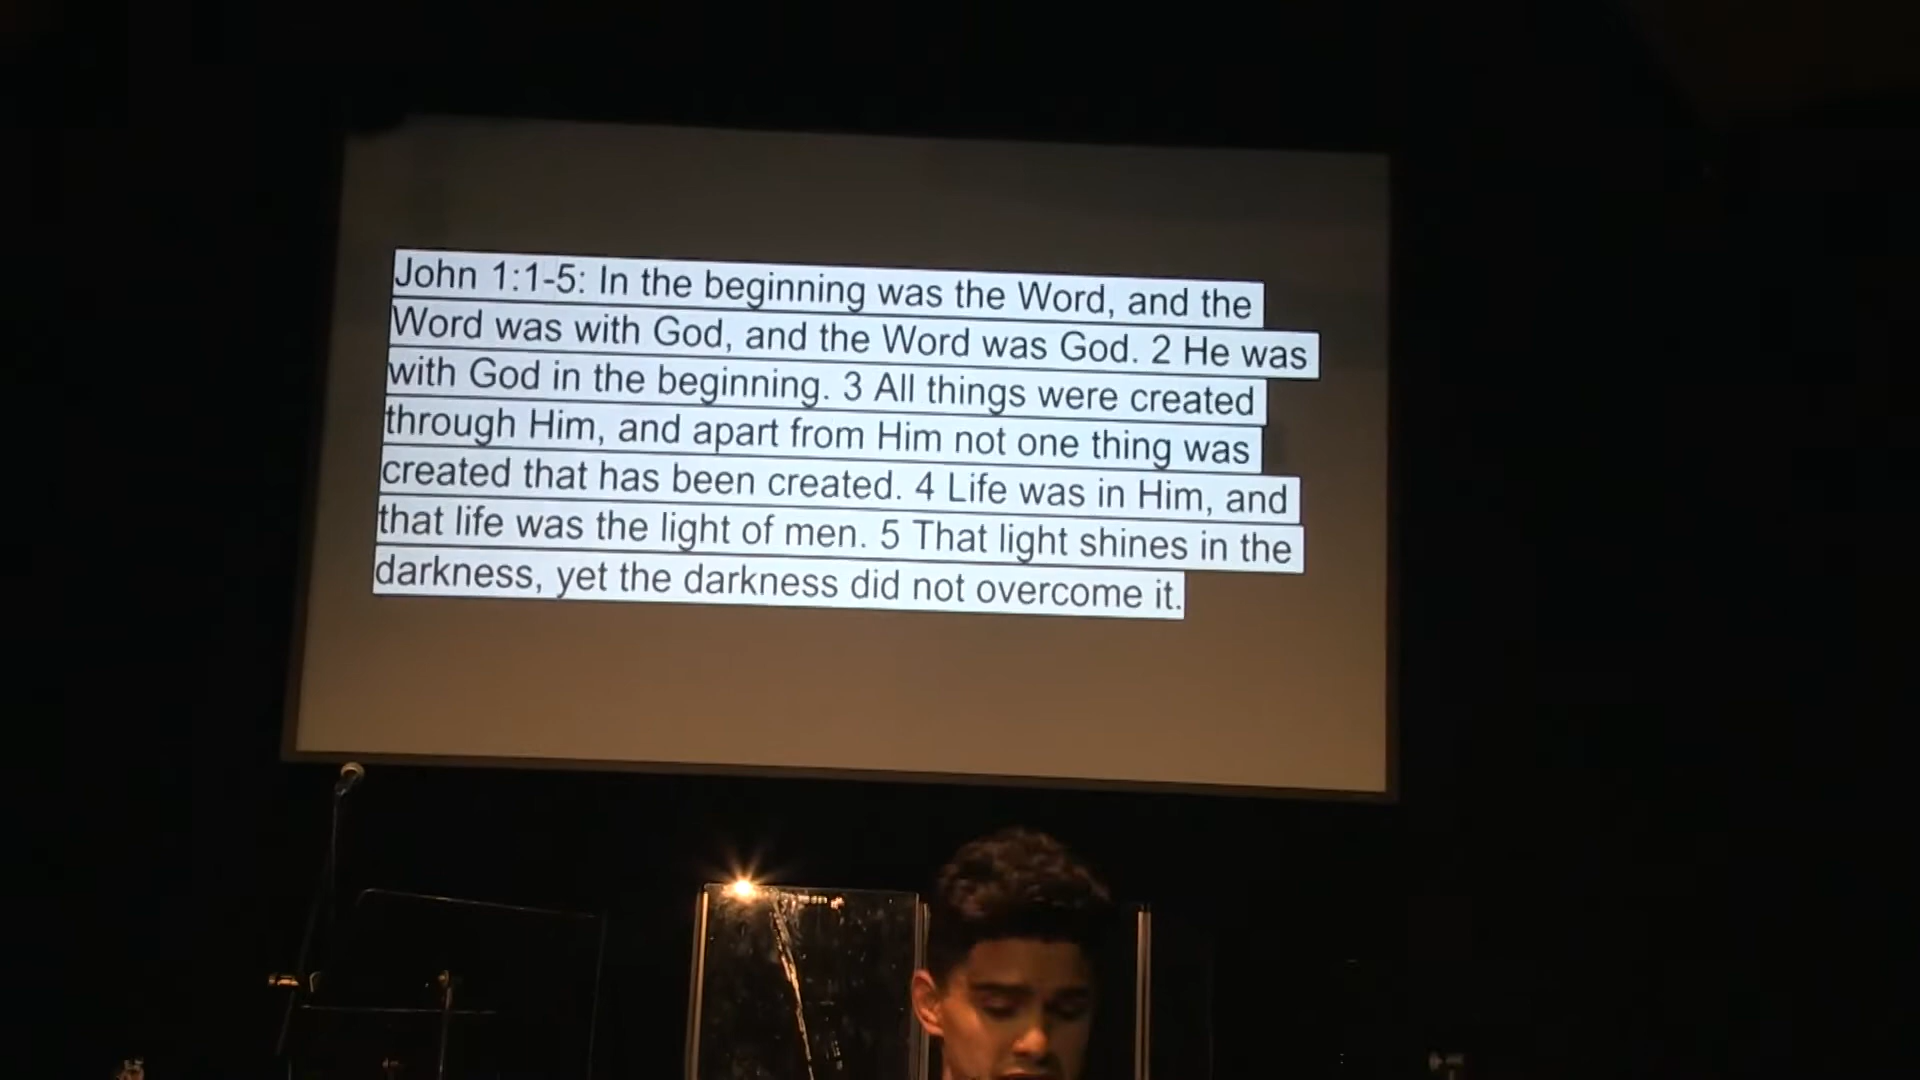 John 1:1-5: In the beginning was the Word, and the
Word was with God, and the Word was God. 2 He was
with God in the beginning. 3 All things were created
through Him, and apart from Him not one thing was
created that has been created. 4 Life was in Him, and
that life was the light of men. 5 That light shines in the
darkness, yet the darkness did not overcome it.